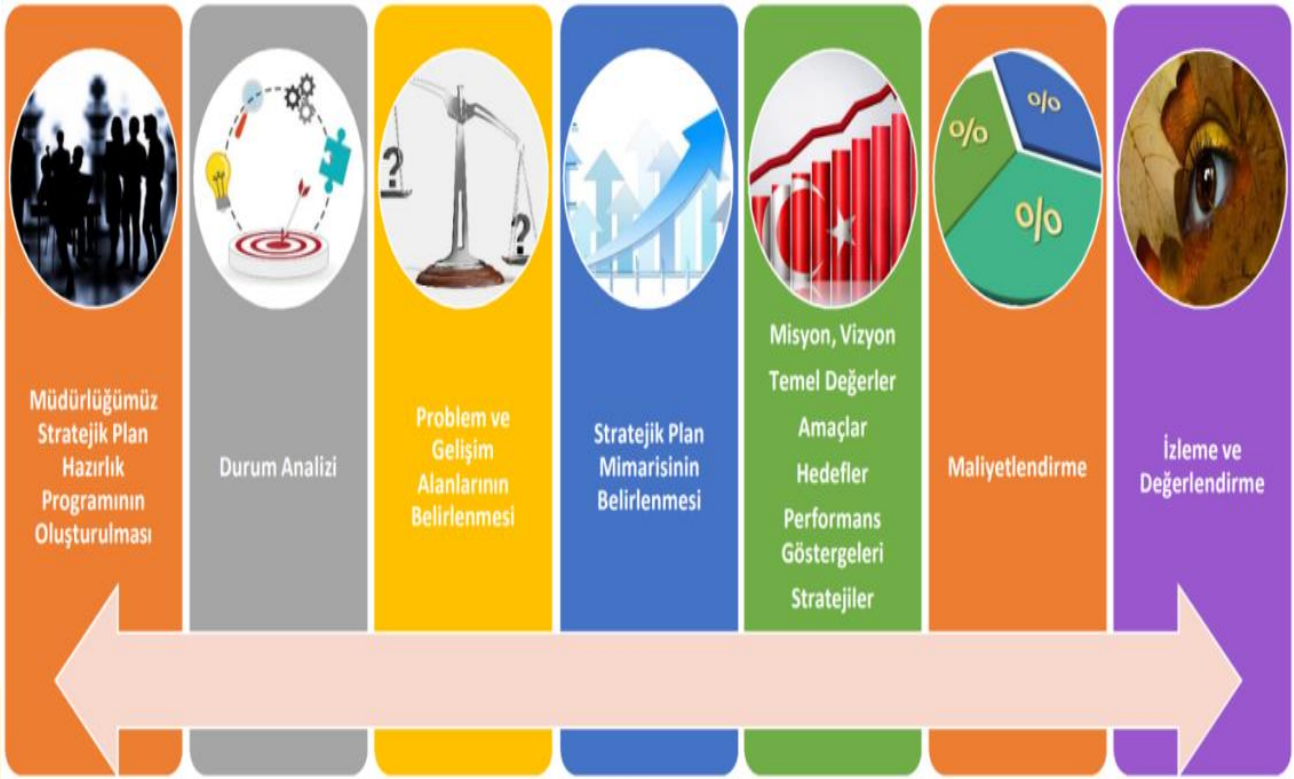 Müdürlüğümüz
Stratejik Plan
Hazırlık
Programının
Oluşturulması
Durum Analizi
Problem ve
Gelişim
Alanlarının
Belirlenmesi
?
?
Stratejik Plan
Mimarisinin
Belirlenmesi
Misyon, Vizyon
Temel Değerler
Amaçlar
Hedefler
Performans
Göstergeleri
Stratejiler
%
%
%
Maliyetlendirme
İzleme ve
Değerlendirme